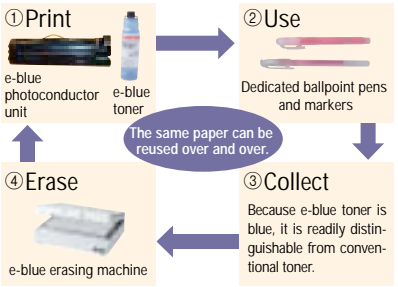 ①Print
e-blue
photoconductor
unit
e-blue
toner
②Use
Dedicated ballpoint pens
and markers
The same paper can be
reused over and over.
③Collect
Because e-blue toner is
blue, it is readily distin-
guishable from conven-
tional toner.
④Erase
e-blue erasing machine